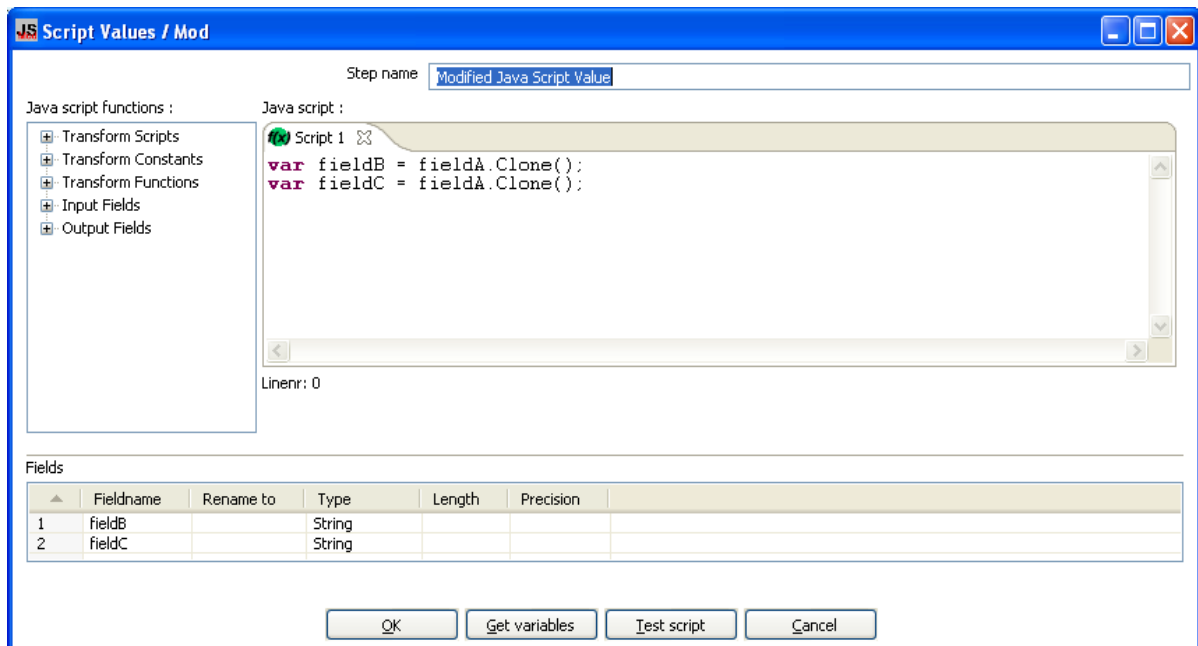 JS Script Values / Mod
Step name Modified Java Script Value
Java script functions :
Java script :
Transform Scripts
Transform Constants
Transform Functions
Input Fields
Output Fields
f(x) Script 1
var fieldB = fieldA.Clone();
var fieldC = fieldA.Clone();
Linenr: 0
Fields
Fieldname Rename to Type Length Precision
1 fieldB String
2 fieldC String
OK Get variables Test script Cancel